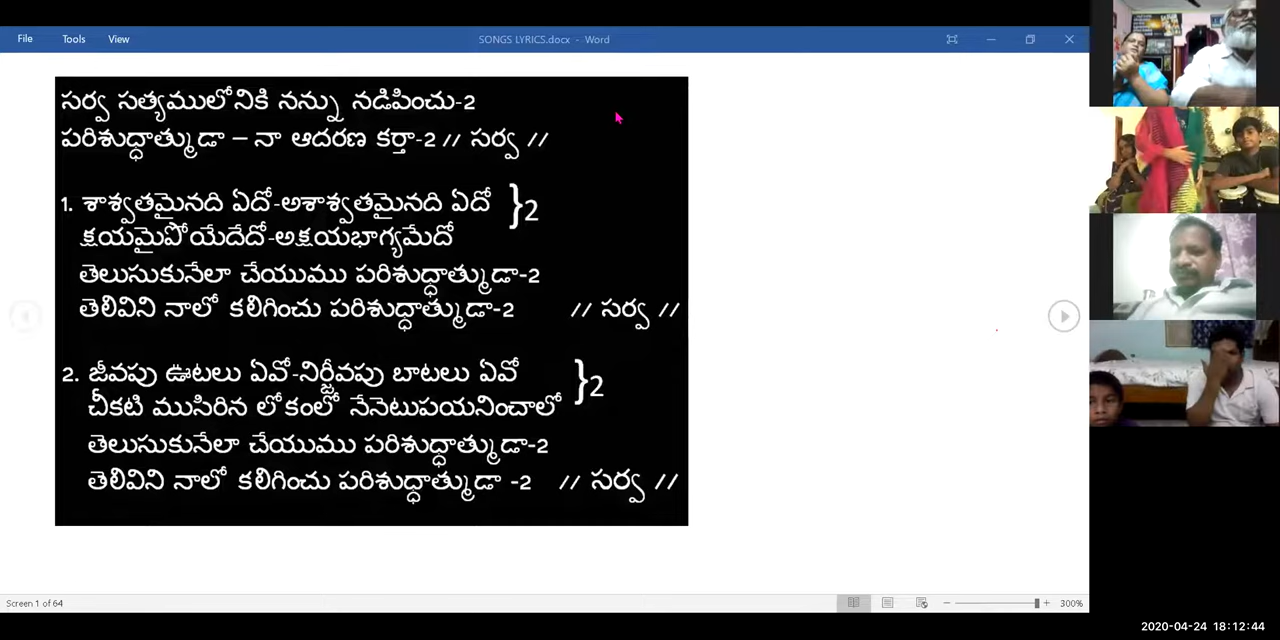 File Tools View SONGS LYRICS.docx - Word
సర్వ సత్యములోనికి నన్ను నడిపించు-2
పరిశుద్ధాత్ముడా – నా ఆదరణ కర్తా-2 // సర్వ //
1. శాశ్వతమైనది ఏదో-అశాశ్వతమైనది ఏదో }2
క్షయమైపోయేదేదో-అక్షయభాగ్యమేదో
తెలుసుకునేలా చేయుము పరిశుద్ధాత్ముడా-2
తెలివిని నాలో కలిగించు పరిశుద్ధాత్ముడా-2 // సర్వ //
2. జీవపు ఊటలు ఏవో-నిర్జీవపు బాటలు ఏవో }2
చీకటి ముసిరిన లోకంలో నేనెటుపయనించాలో
తెలుసుకునేలా చేయుము పరిశుద్ధాత్ముడా-2
తెలివిని నాలో కలిగించు పరిశుద్ధాత్ముడా -2 // సర్వ //
Screen 1 of 64 300%
2020-04-24 18:12:44